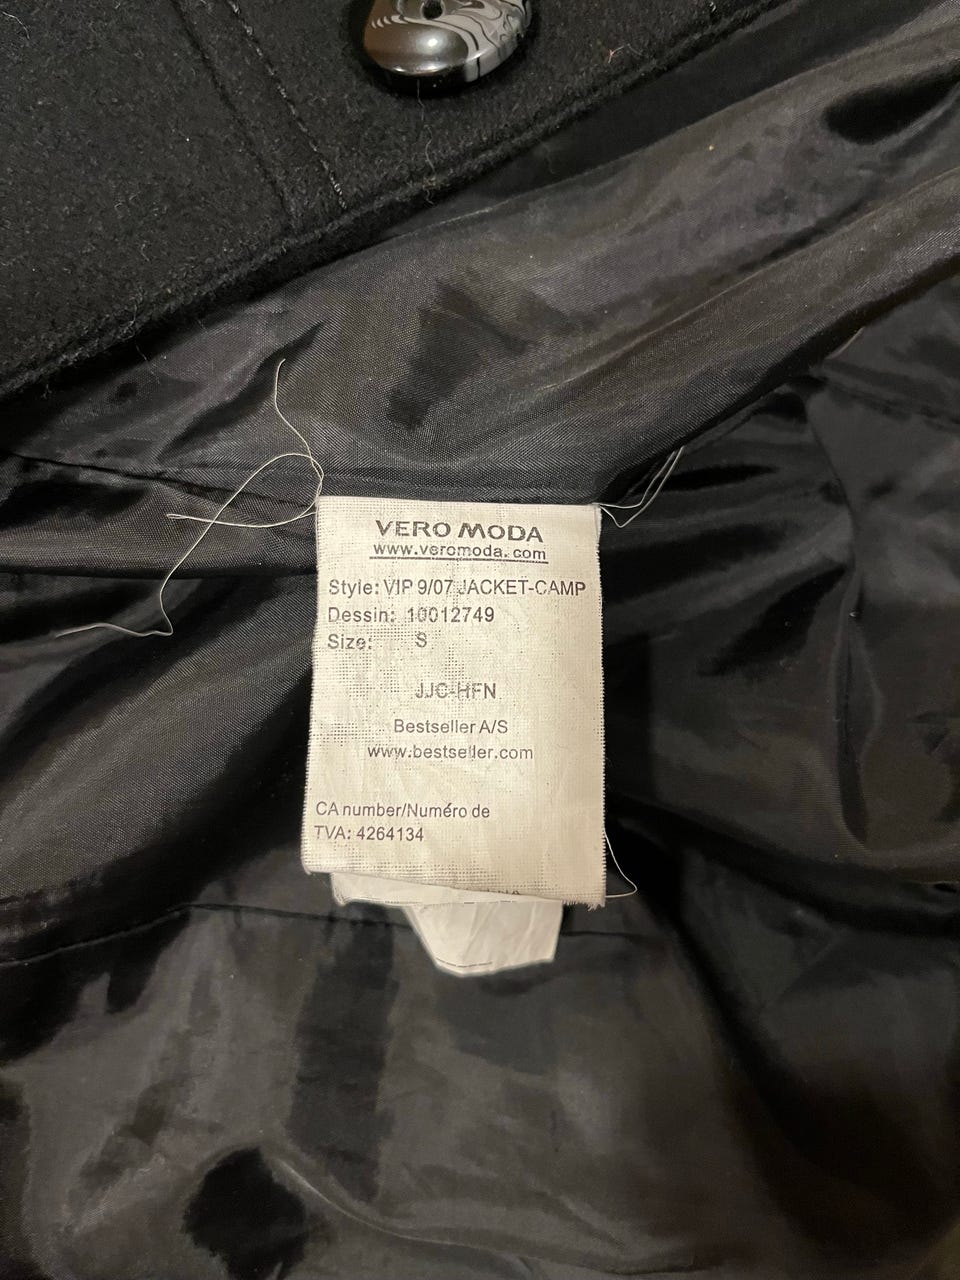 VERO MODA
www.veromoda.com
Style: VIP 9/07 JACKET-CAMP
Dessin: 10012749
Size: S
JJC-HFN
Bestseller A/S
www.bestseller.com
CA number/Numéro de
TVA: 4264134